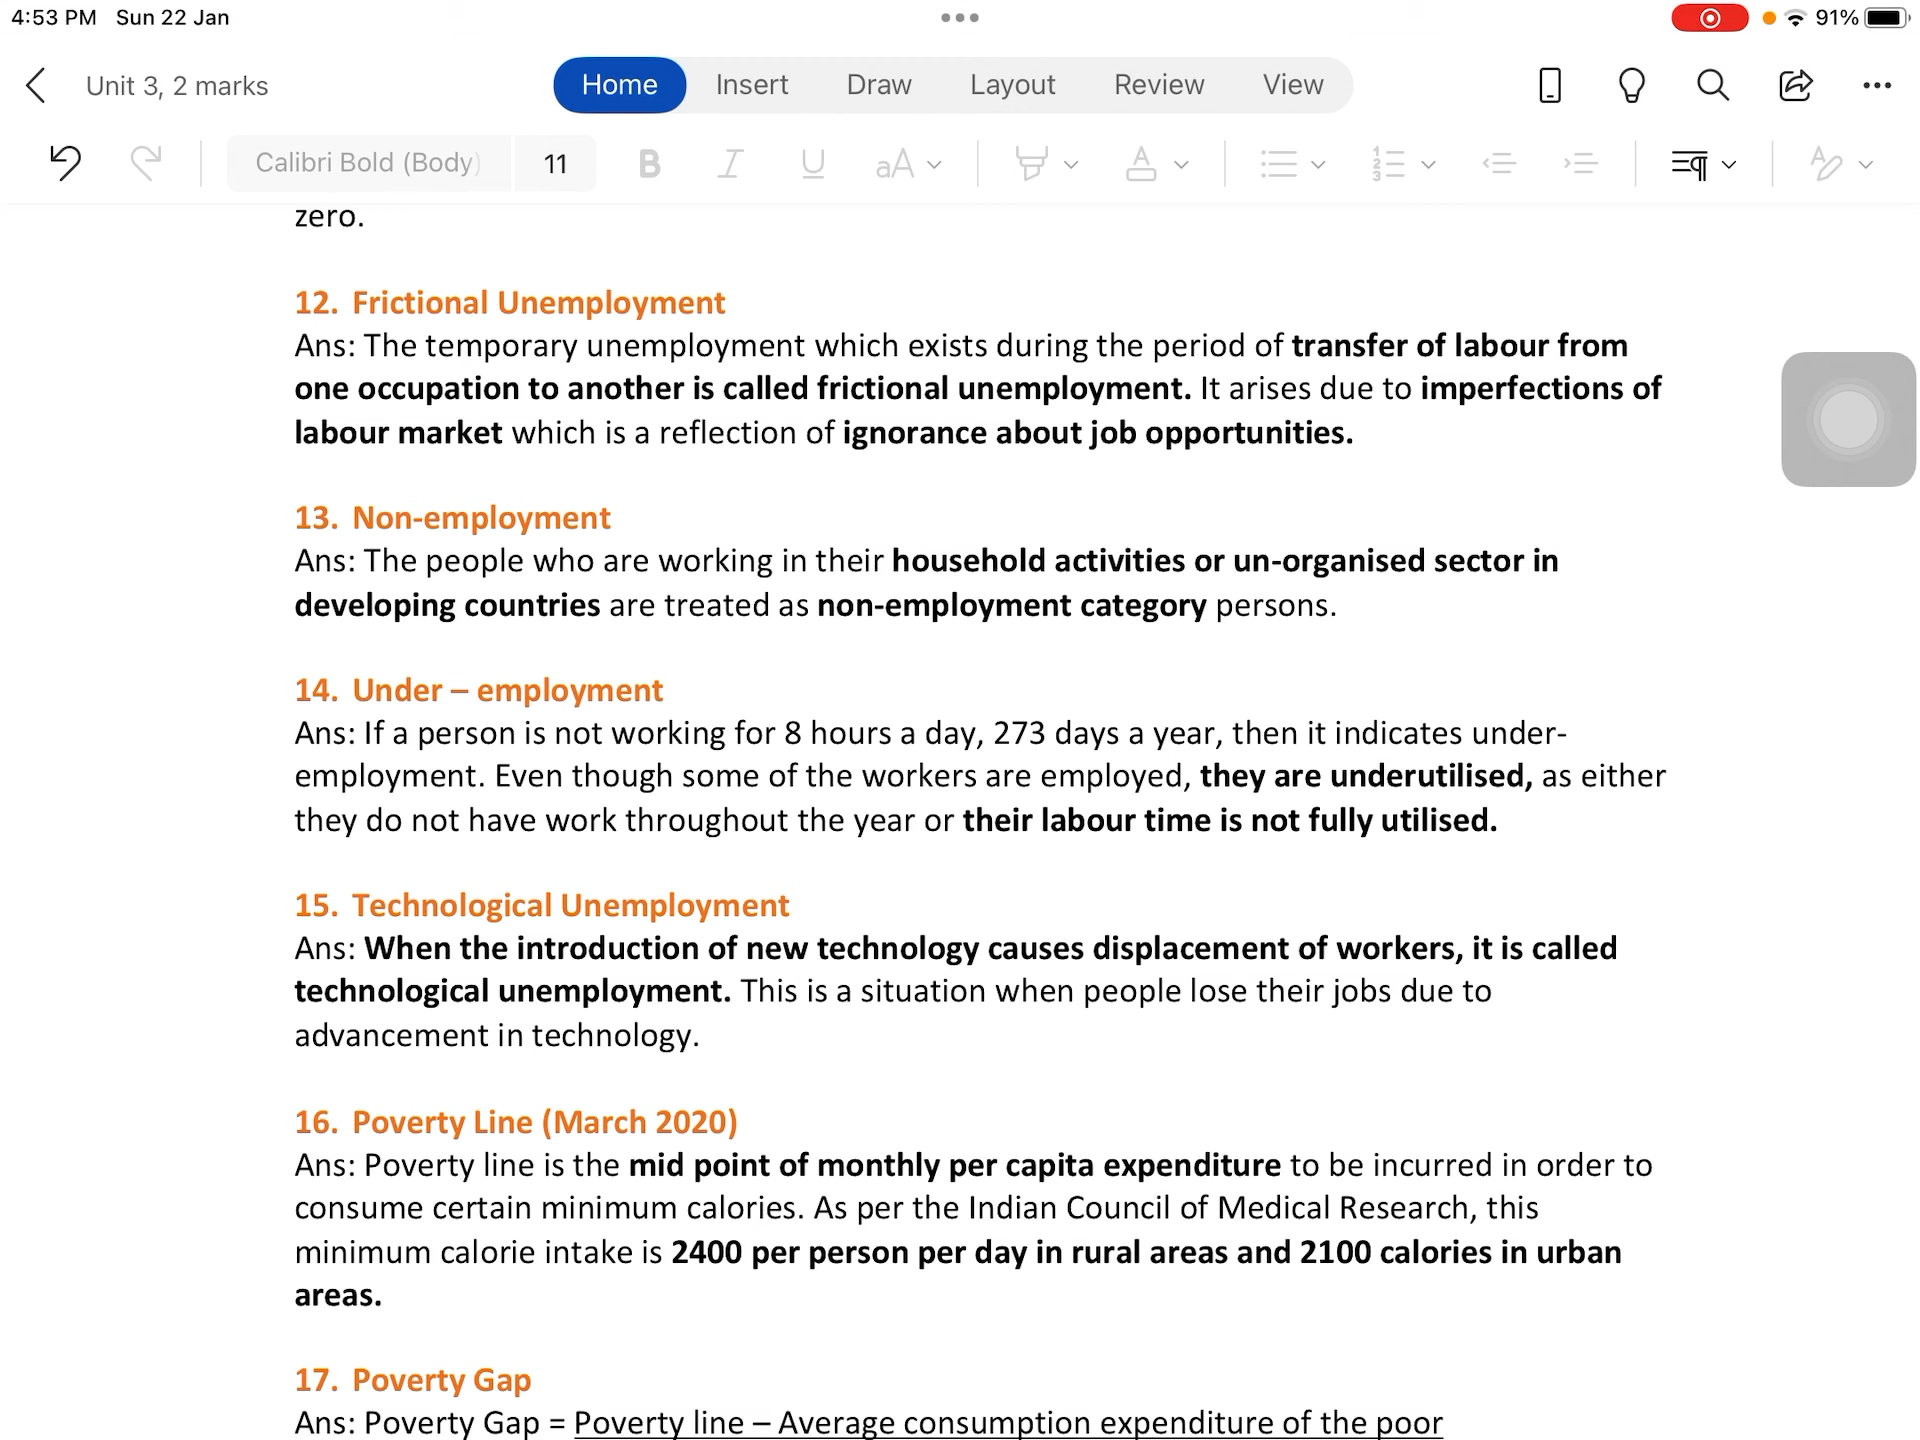 4:53 PM Sun 22 Jan 91%
Unit 3, 2 marks Home Insert Draw Layout Review View
Calibri Bold (Body) 11 B I U aA A A
zero.
12. Frictional Unemployment
Ans: The temporary unemployment which exists during the period of transfer of labour from
one occupation to another is called frictional unemployment. It arises due to imperfections of
labour market which is a reflection of ignorance about job opportunities.
13. Non-employment
Ans: The people who are working in their household activities or un-organised sector in
developing countries are treated as non-employment category persons.
14. Under – employment
Ans: If a person is not working for 8 hours a day, 273 days a year, then it indicates under-
employment. Even though some of the workers are employed, they are underutilised, as either
they do not have work throughout the year or their labour time is not fully utilised.
15. Technological Unemployment
Ans: When the introduction of new technology causes displacement of workers, it is called
technological unemployment. This is a situation when people lose their jobs due to
advancement in technology.
16. Poverty Line (March 2020)
Ans: Poverty line is the mid point of monthly per capita expenditure to be incurred in order to
consume certain minimum calories. As per the Indian Council of Medical Research, this
minimum calorie intake is 2400 per person per day in rural areas and 2100 calories in urban
areas.
17. Poverty Gap
Ans: Poverty Gap = Poverty line – Average consumption expenditure of the poor